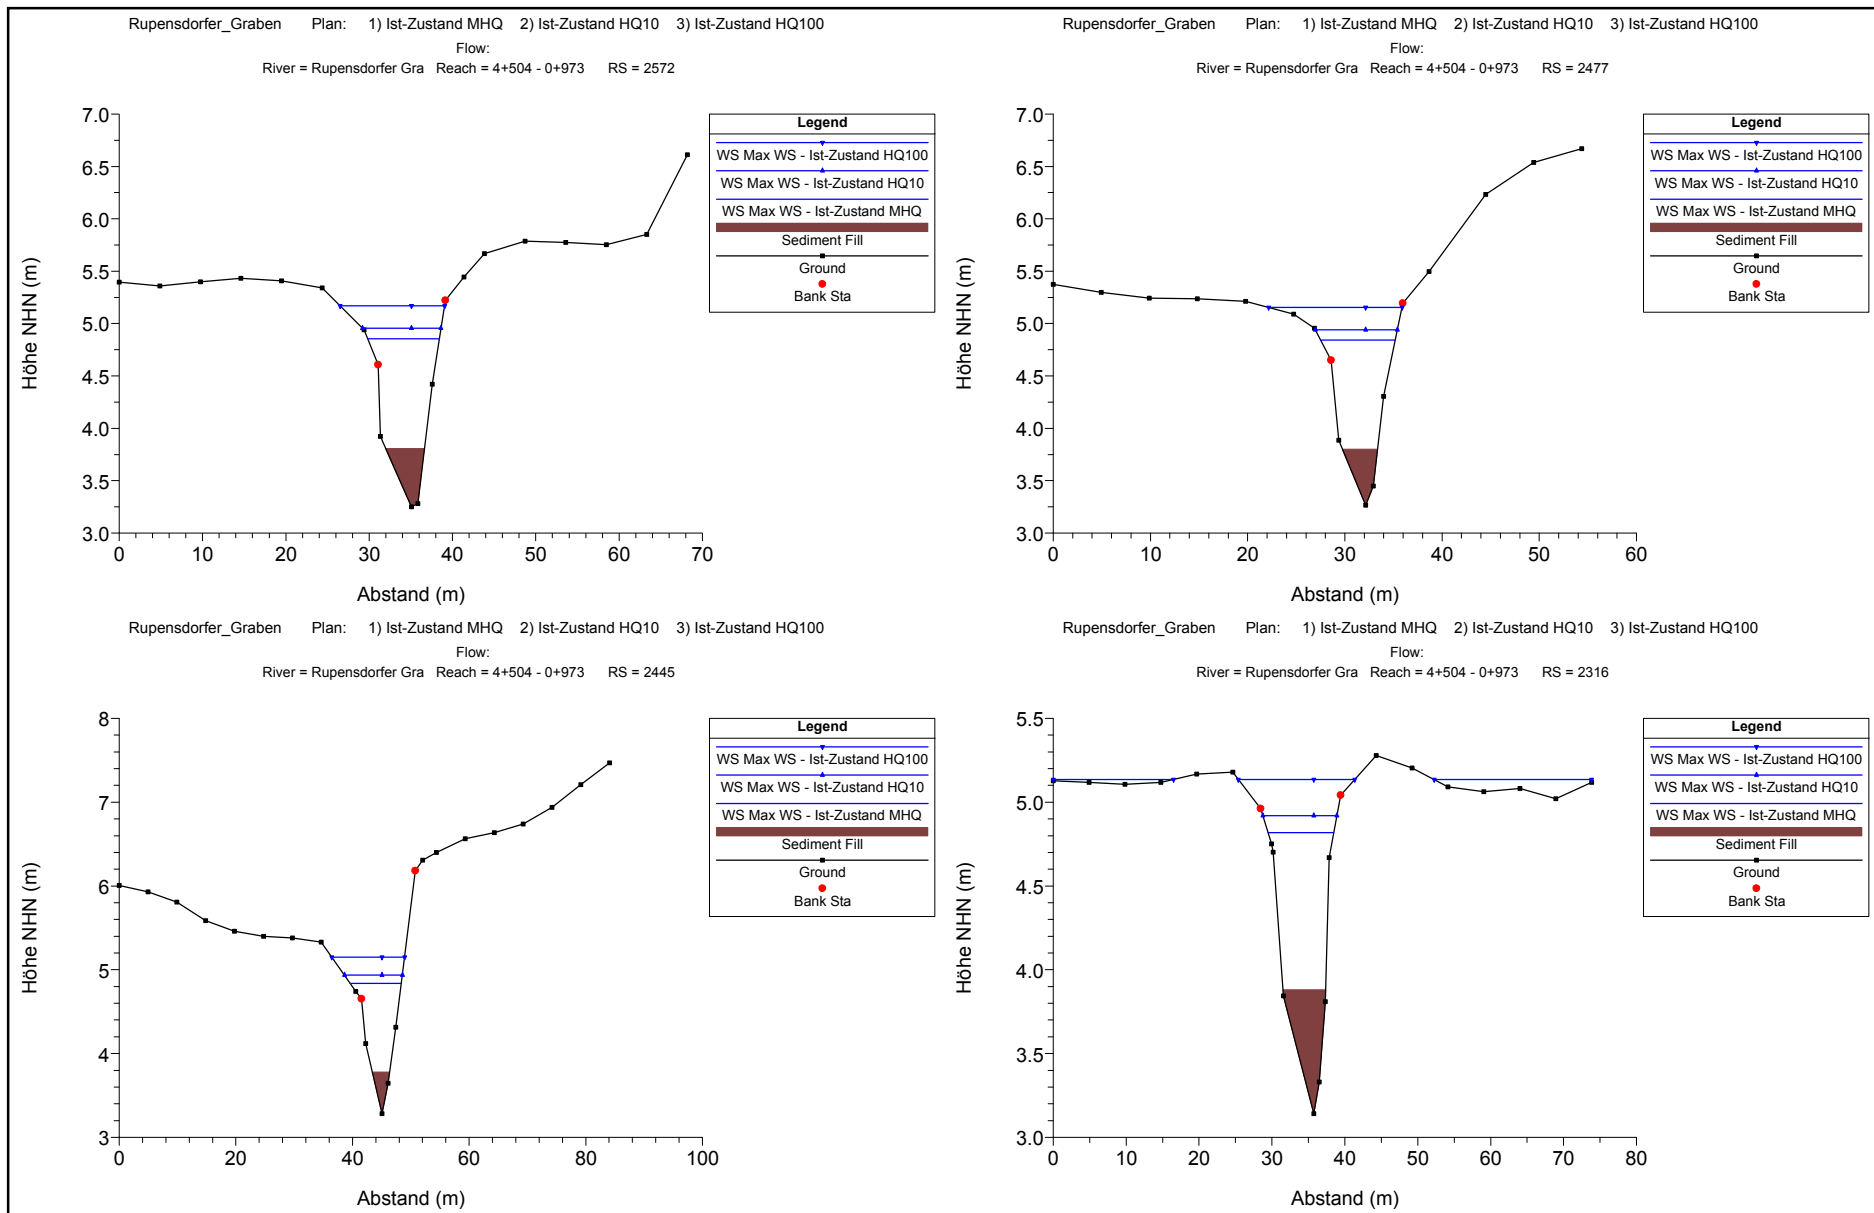 Rupensdorfer_Graben Plan: 1) Ist-Zustand MHQ 2) Ist-Zustand HQ10 3) Ist-Zustand HQ100
Flow:
River = Rupensdorfer Gra Reach = 4+504 - 0+973 RS = 2572
7.0
6.5
6.0
5.5
5.0
4.5
4.0
3.5
3.0
0 10 20 30 40 50 60 70
Höhe NHN (m)
Abstand (m)
Legend
WS Max WS - Ist-Zustand HQ100
WS Max WS - Ist-Zustand HQ10
WS Max WS - Ist-Zustand MHQ
Sediment Fill
Ground
Bank Sta
Rupensdorfer_Graben Plan: 1) Ist-Zustand MHQ 2) Ist-Zustand HQ10 3) Ist-Zustand HQ100
Flow:
River = Rupensdorfer Gra Reach = 4+504 - 0+973 RS = 2477
7.0
6.5
6.0
5.5
5.0
4.5
4.0
3.5
3.0
0 10 20 30 40 50 60
Höhe NHN (m)
Abstand (m)
Legend
WS Max WS - Ist-Zustand HQ100
WS Max WS - Ist-Zustand HQ10
WS Max WS - Ist-Zustand MHQ
Sediment Fill
Ground
Bank Sta
Rupensdorfer_Graben Plan: 1) Ist-Zustand MHQ 2) Ist-Zustand HQ10 3) Ist-Zustand HQ100
Flow:
River = Rupensdorfer Gra Reach = 4+504 - 0+973 RS = 2445
8
7
6
5
4
3
0 20 40 60 80 100
Höhe NHN (m)
Abstand (m)
Legend
WS Max WS - Ist-Zustand HQ100
WS Max WS - Ist-Zustand HQ10
WS Max WS - Ist-Zustand MHQ
Sediment Fill
Ground
Bank Sta
Rupensdorfer_Graben Plan: 1) Ist-Zustand MHQ 2) Ist-Zustand HQ10 3) Ist-Zustand HQ100
Flow:
River = Rupensdorfer Gra Reach = 4+504 - 0+973 RS = 2316
5.5
5.0
4.5
4.0
3.5
3.0
0 10 20 30 40 50 60 70 80
Höhe NHN (m)
Abstand (m)
Legend
WS Max WS - Ist-Zustand HQ100
WS Max WS - Ist-Zustand HQ10
WS Max WS - Ist-Zustand MHQ
Sediment Fill
Ground
Bank Sta